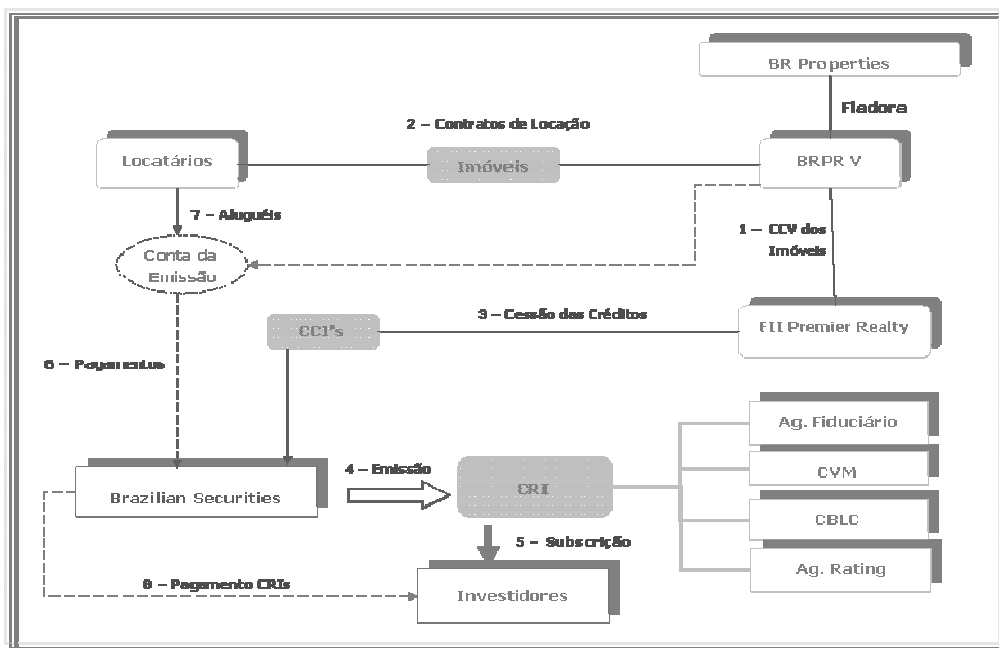 BR Properties
Fiadora
2 – Contratos de Locação
Locatários
Imóveis
BRPR V
7 – Aluguéis
1 – CCV dos
Imóveis
Conta da
Emissão
3 – Cessão dos Créditos
CCI's
FII Premier Realty
6 – Pagamentos
Ag. Fiduciário
4 – Emissão
CVM
Brazilian Securities
CRI
CBLC
5 – Subscrição
Ag. Rating
8 – Pagamento CRIs
Investidores